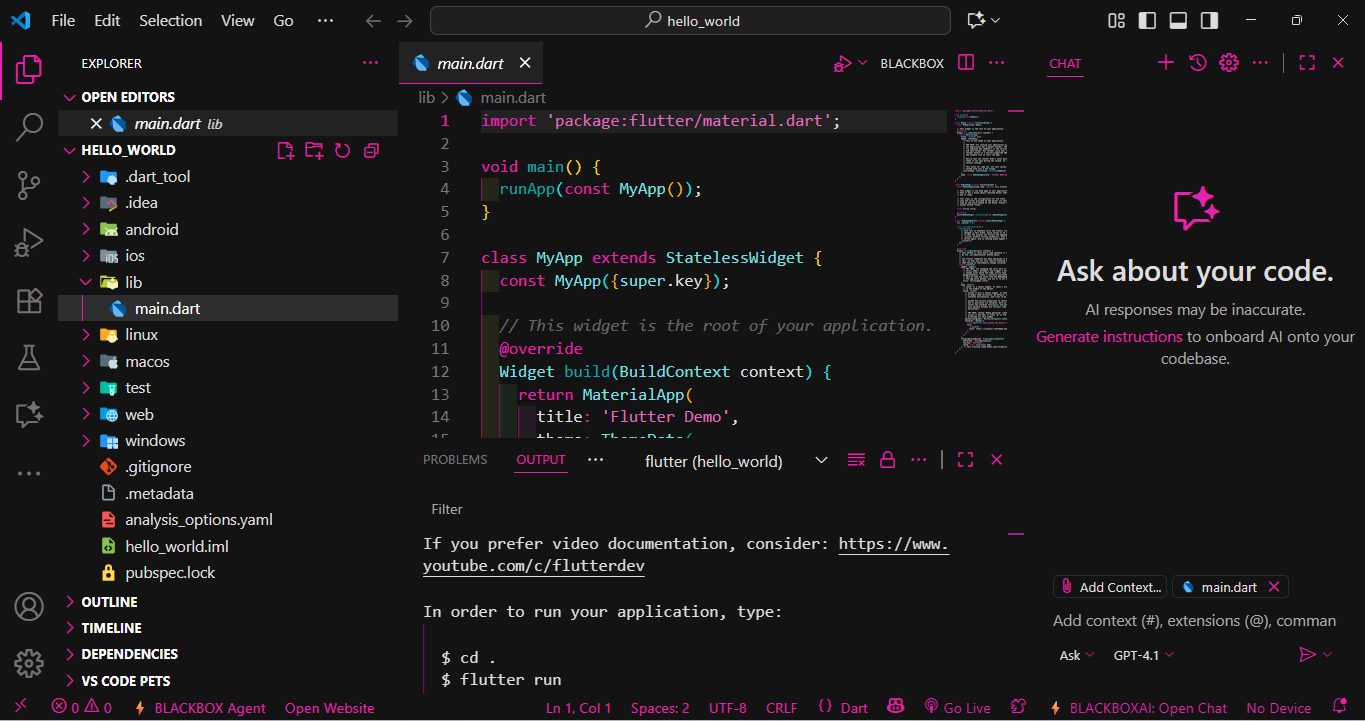 File Edit Selection View Go ···
hello_world
EXPLORER
OPEN EDITORS
main.dart lib
HELLO_WORLD
.dart_tool
.idea
android
ios
lib
main.dart
linux
macos
test
web
windows
.gitignore
.metadata
analysis_options.yaml
hello_world.iml
pubspec.lock
OUTLINE
TIMELINE
DEPENDENCIES
VS CODE PETS
main.dart
BLACKBOX
lib > main.dart
1 import 'package:flutter/material.dart';
2
3 void main() {
4 runApp(const MyApp());
5 }
6
7 class MyApp extends StatelessWidget {
8 const MyApp({super.key});
9
10 // This widget is the root of your application.
11 @override
12 Widget build(BuildContext context) {
13 return MaterialApp(
14 title: 'Flutter Demo',
15 theme: ThemeData(
PROBLEMS OUTPUT ··· flutter (hello_world)
Filter
If you prefer video documentation, consider: https://www.
youtube.com/c/flutterdev
In order to run your application, type:
$ cd .
$ flutter run
CHAT
Ask about your code.
AI responses may be inaccurate.
Generate instructions to onboard AI onto your
codebase.
Add Context... main.dart
Add context (#), extensions (@), comman
Ask GPT-4.1
0 0 BLACKBOX Agent Open Website Ln 1, Col 1 Spaces: 2 UTF-8 CRLF {} Dart Go Live BLACKBOXAI: Open Chat No Device